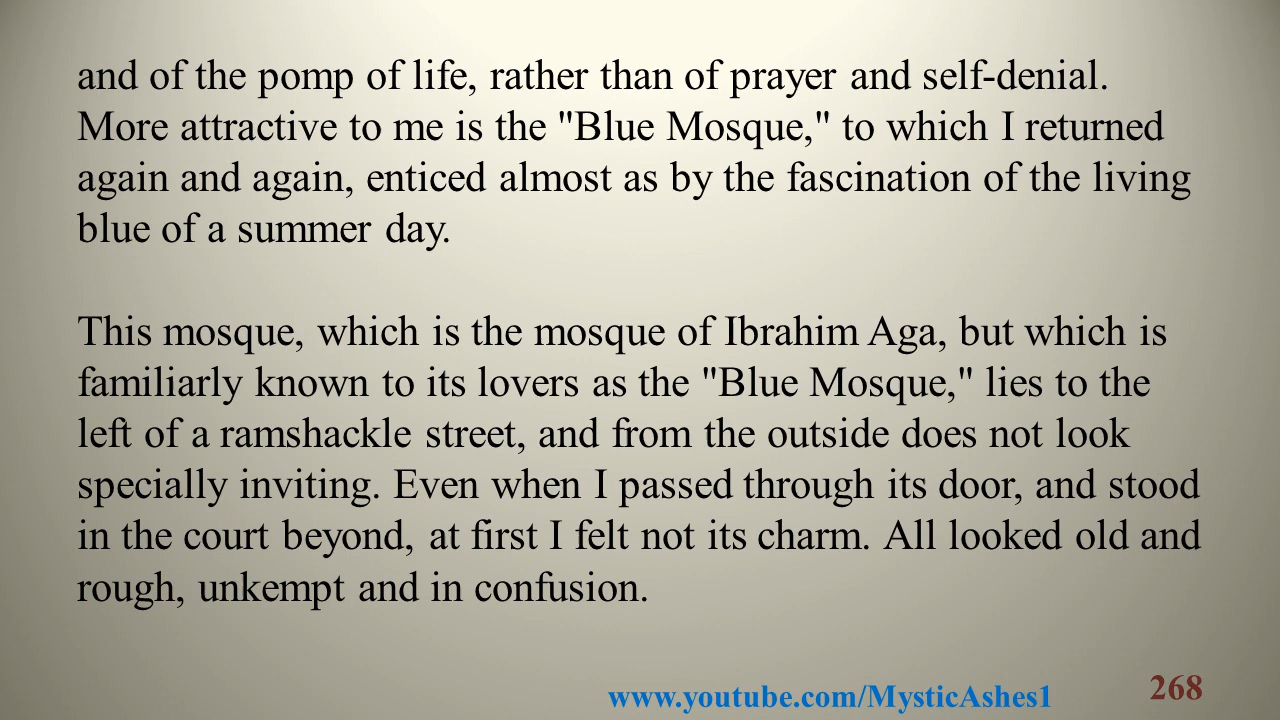 and of the pomp of life, rather than of prayer and self-denial.
More attractive to me is the "Blue Mosque," to which I returned
again and again, enticed almost as by the fascination of the living
blue of a summer day.
This mosque, which is the mosque of Ibrahim Aga, but which is
familiarly known to its lovers as the "Blue Mosque," lies to the
left of a ramshackle street, and from the outside does not look
specially inviting. Even when I passed through its door, and stood
in the court beyond, at first I felt not its charm. All looked old and
rough, unkempt and in confusion.
www.youtube.com/MysticAshes1
268